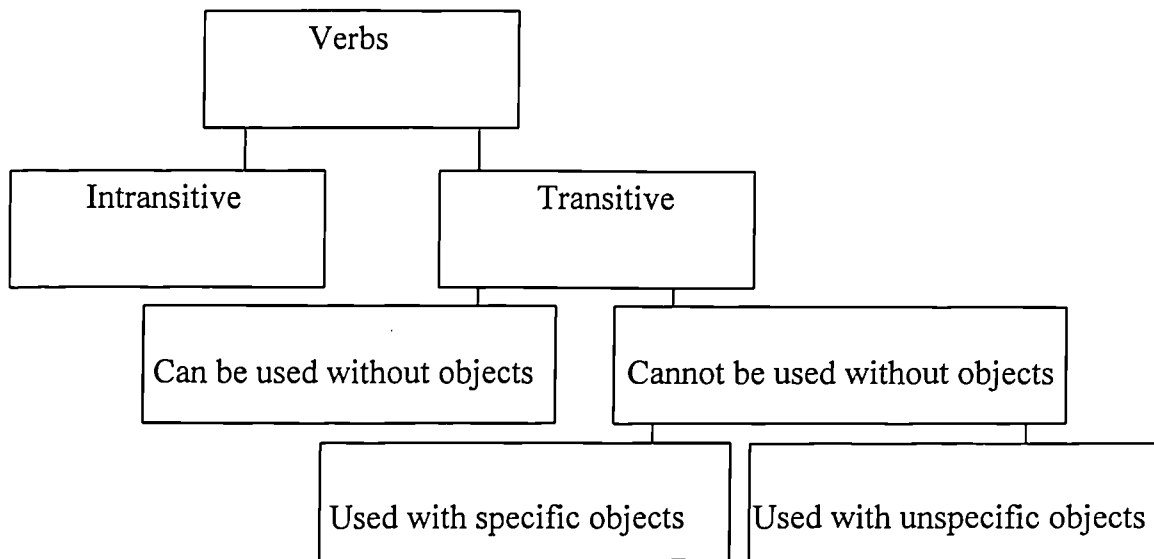 Verbs
Intransitive
Transitive
Can be used without objects
Cannot be used without objects
Used with specific objects
Used with unspecific objects